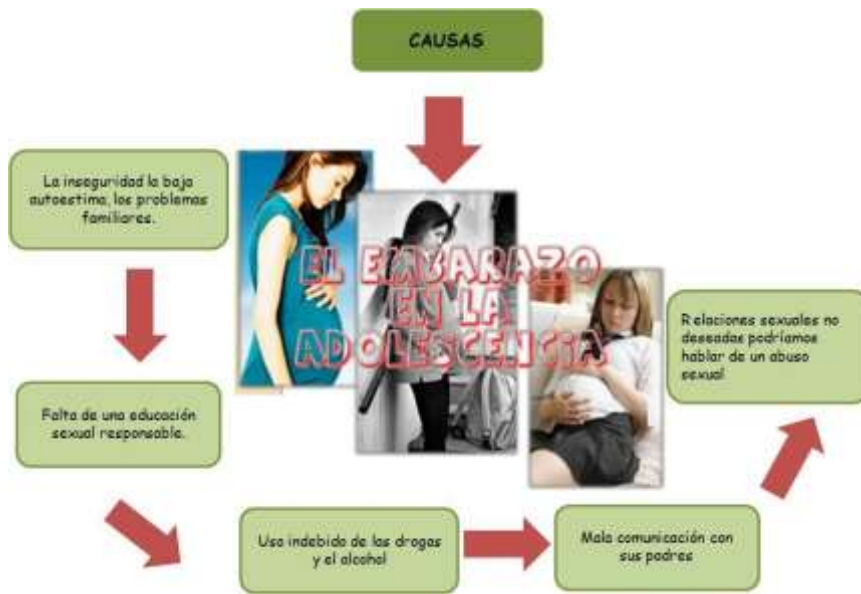 CAUSAS
La inseguridad la baja
autoestima, los problemas
familiares.
EL EMBARAZO
EN LA
ADOLESCENCIA
Relaciones sexuales no
deseadas podríamos
hablar de un abuso
sexual
Falta de una educación
sexual responsable.
Uso indebido de las drogas
y el alcohol
Mala comunicación con
sus padres